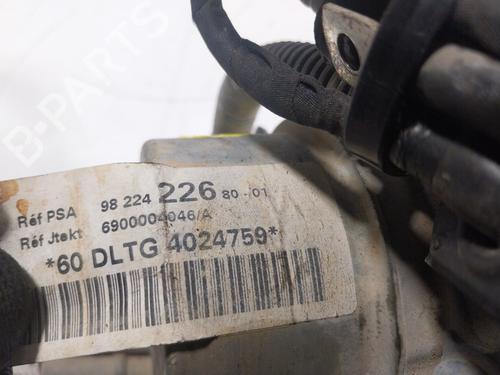 B-PARTS
Réf PSA 98 224 226 80-01
Réf Jtekt 6900004046/A
*60 DLTG 4024759*